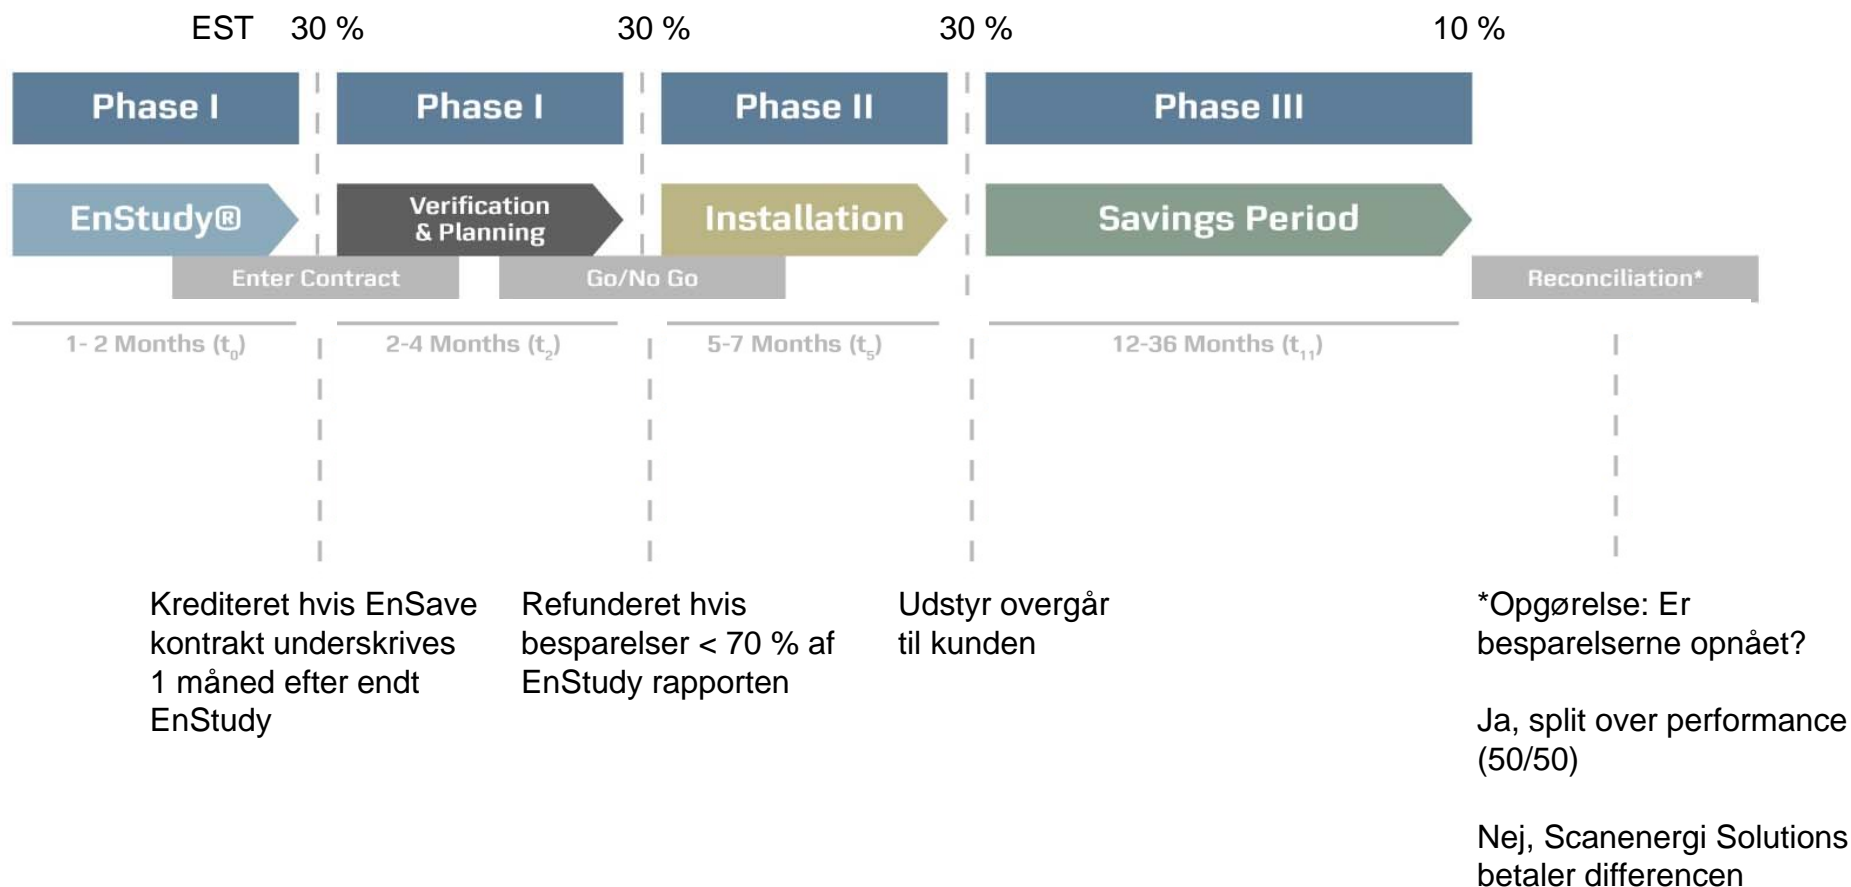 EST 30 % 30 % 30 % 10 %
Phase I Phase I Phase II Phase III
EnStudy® Verification
& Planning Installation Savings Period
Enter Contract Go/No Go Reconciliation*
1- 2 Months (t₀) 2-4 Months (t₂) 5-7 Months (t₅) 12-36 Months (t₁₁)
Krediteret hvis EnSave
kontrakt underskrives
1 måned efter endt
EnStudy
Refunderet hvis
besparelser < 70 % af
EnStudy rapporten
Udstyr overgår
til kunden
*Opgørelse: Er
besparelserne opnået?
Ja, split over performance
(50/50)
Nej, Scanenergi Solutions
betaler differencen